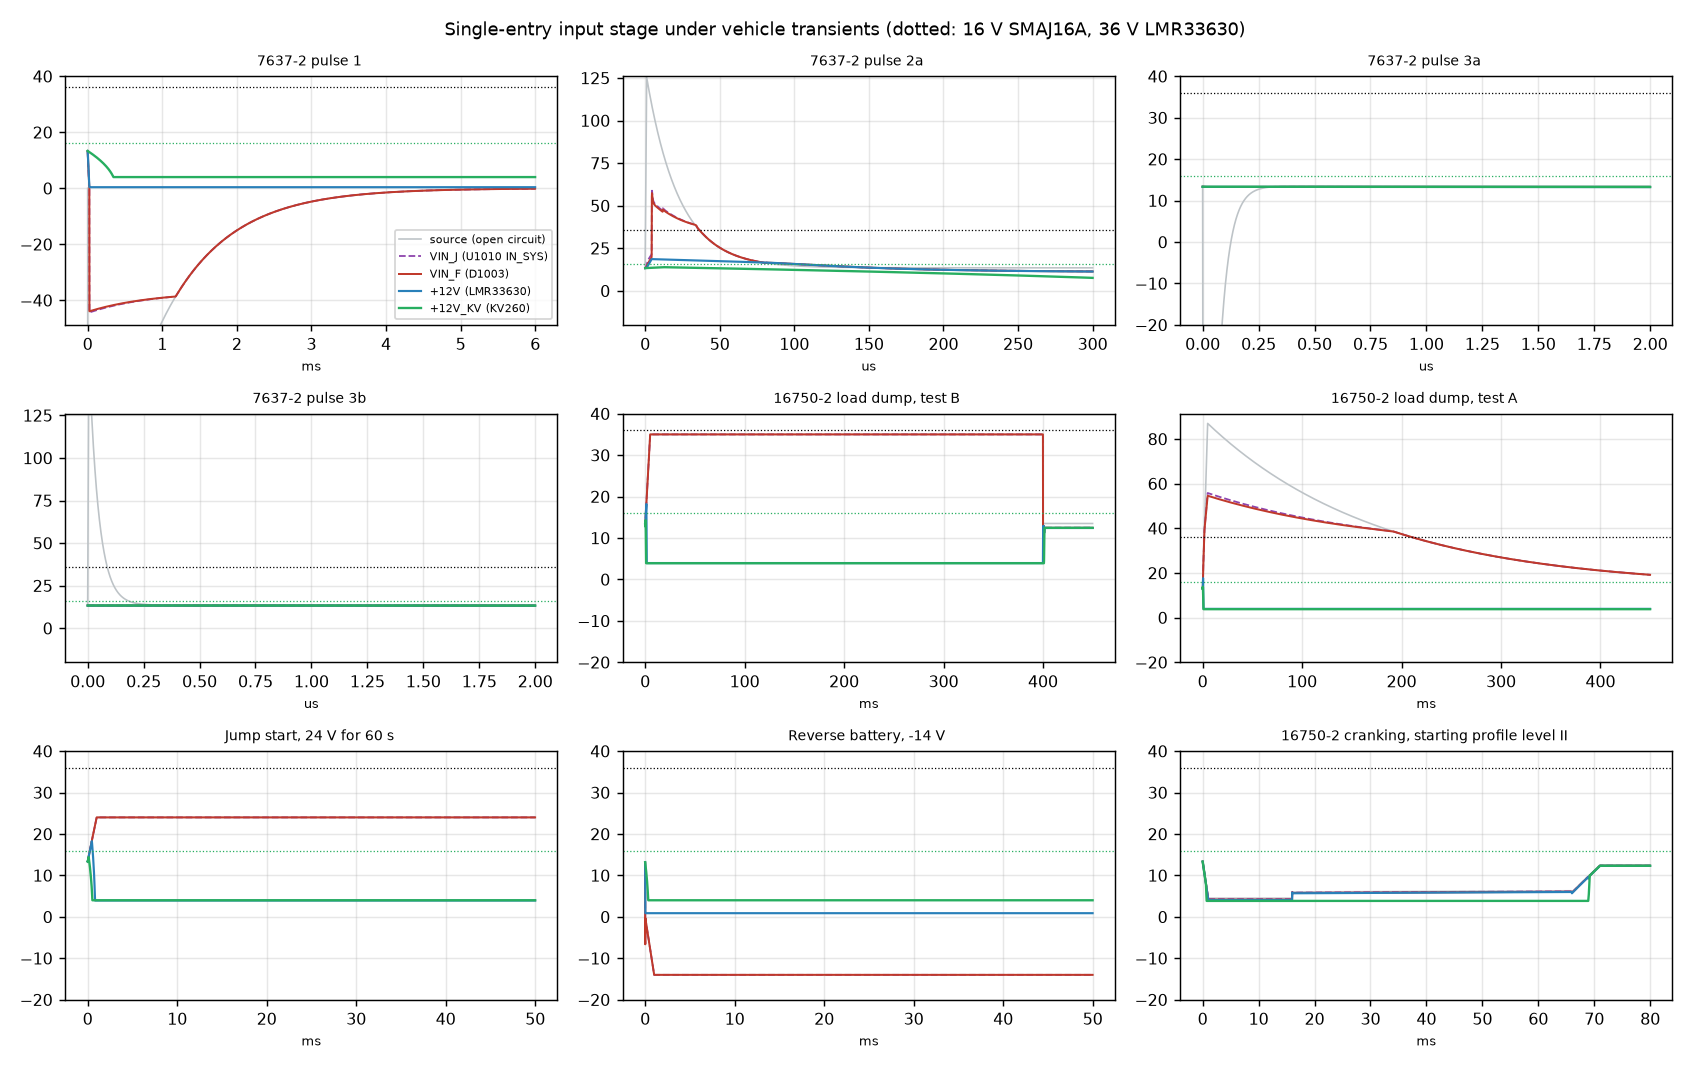 Single-entry input stage under vehicle transients (dotted: 16 V SMAJ16A, 36 V LMR33630)
7637-2 pulse 1
40
20
0
−20
−40
0 1 2 3 4 5 6
ms
source (open circuit)
VIN_J (U1010 IN_SYS)
VIN_F (D1003)
+12V (LMR33630)
+12V_KV (KV260)
7637-2 pulse 2a
125
100
75
50
25
0
0 50 100 150 200 250 300
us
7637-2 pulse 3a
40
30
20
10
0
−10
−20
0.00 0.25 0.50 0.75 1.00 1.25 1.50 1.75 2.00
us
7637-2 pulse 3b
125
100
75
50
25
0
0.00 0.25 0.50 0.75 1.00 1.25 1.50 1.75 2.00
us
16750-2 load dump, test B
40
30
20
10
0
−10
−20
0 100 200 300 400
ms
16750-2 load dump, test A
80
60
40
20
0
−20
0 100 200 300 400
ms
Jump start, 24 V for 60 s
40
30
20
10
0
−10
−20
0 10 20 30 40 50
ms
Reverse battery, -14 V
40
30
20
10
0
−10
−20
0 10 20 30 40 50
ms
16750-2 cranking, starting profile level II
40
30
20
10
0
−10
−20
0 10 20 30 40 50 60 70 80
ms